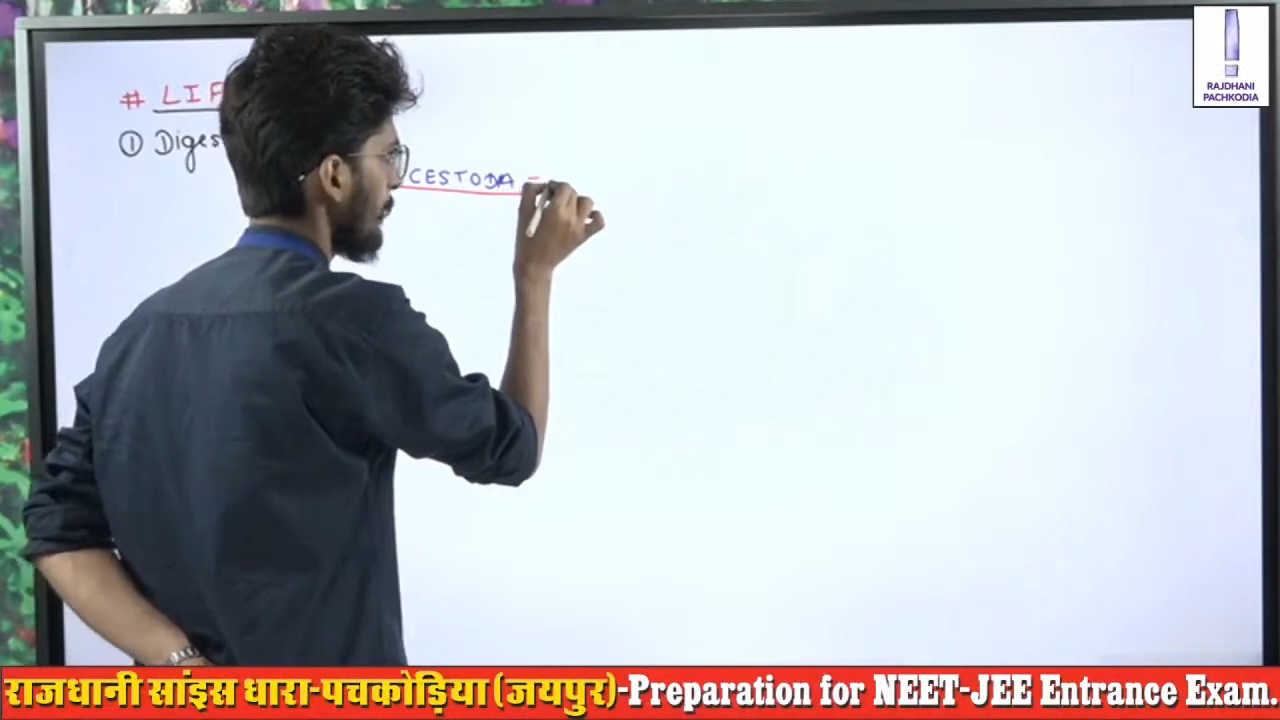 # LIF
① Diges
CESTODA -
RAJDHANI
PACHKODIA
राजधानी सांइस धारा-पचकोड़िया (जयपुर)-Preparation for NEET-JEE Entrance Exam.